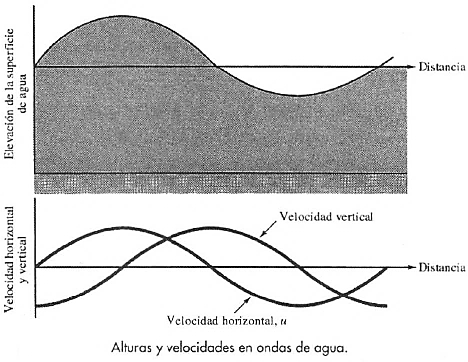 Elevación de la superficie
de agua
Distancia
Velocidad horizontal
y vertical
Velocidad vertical
Distancia
Velocidad horizontal, u
Alturas y velocidades en ondas de agua.